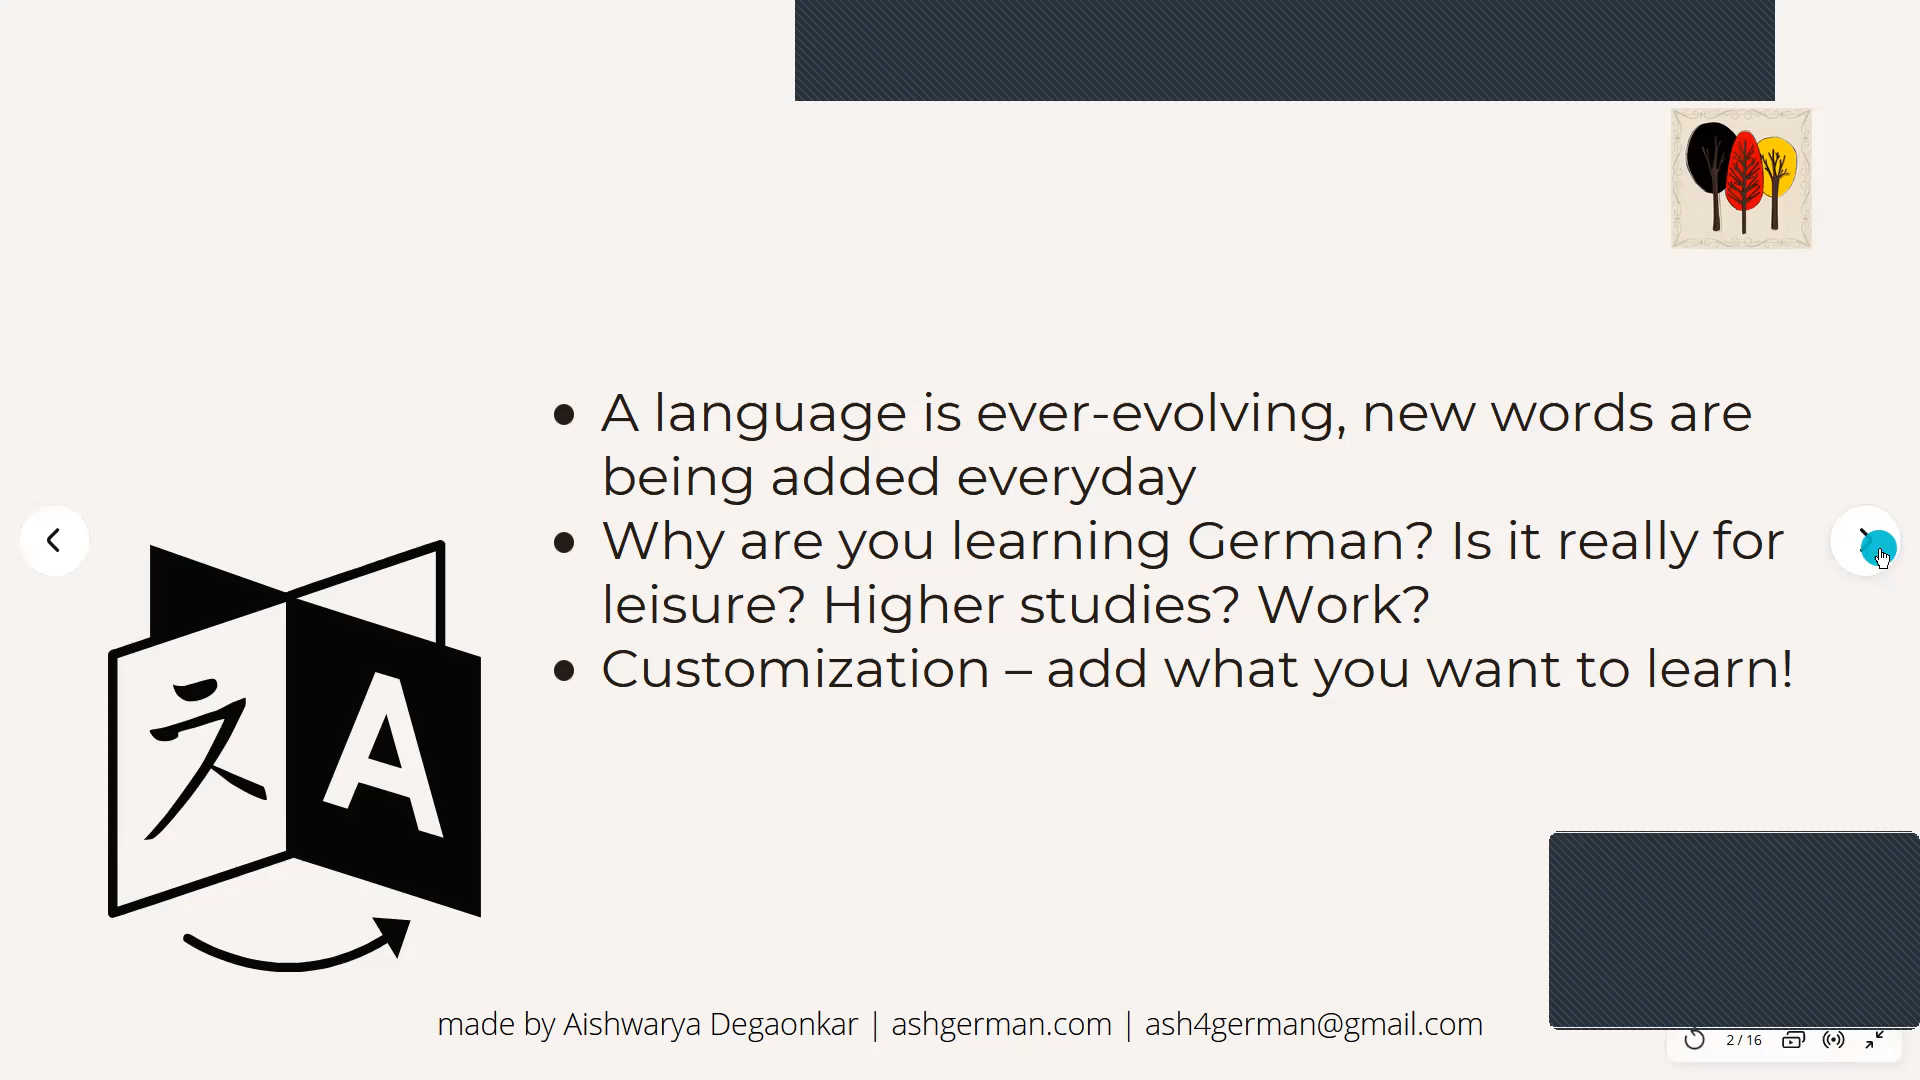 • A language is ever-evolving, new words are
being added everyday
• Why are you learning German? Is it really for
leisure? Higher studies? Work?
• Customization – add what you want to learn!
A
made by Aishwarya Degaonkar | ashgerman.com | ash4german@gmail.com
2 / 16